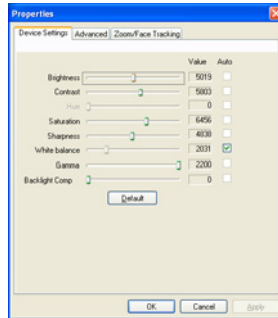 Properties
Device Settings Advanced Zoom/Face Tracking
Value Auto
Brightness 5019
Contrast 5803
Hue 0
Saturation 6456
Sharpness 4838
White balance 2031
Gamma 2200
Backlight Comp 0
Default
OK Cancel Apply